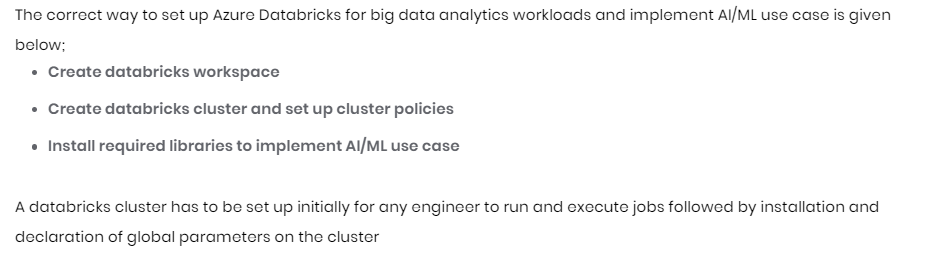 The correct way to set up Azure Databricks for big data analytics workloads and implement AI/ML use case is given
below;
• Create databricks workspace
• Create databricks cluster and set up cluster policies
• Install required libraries to implement AI/ML use case
A databricks cluster has to be set up initially for any engineer to run and execute jobs followed by installation and
declaration of global parameters on the cluster